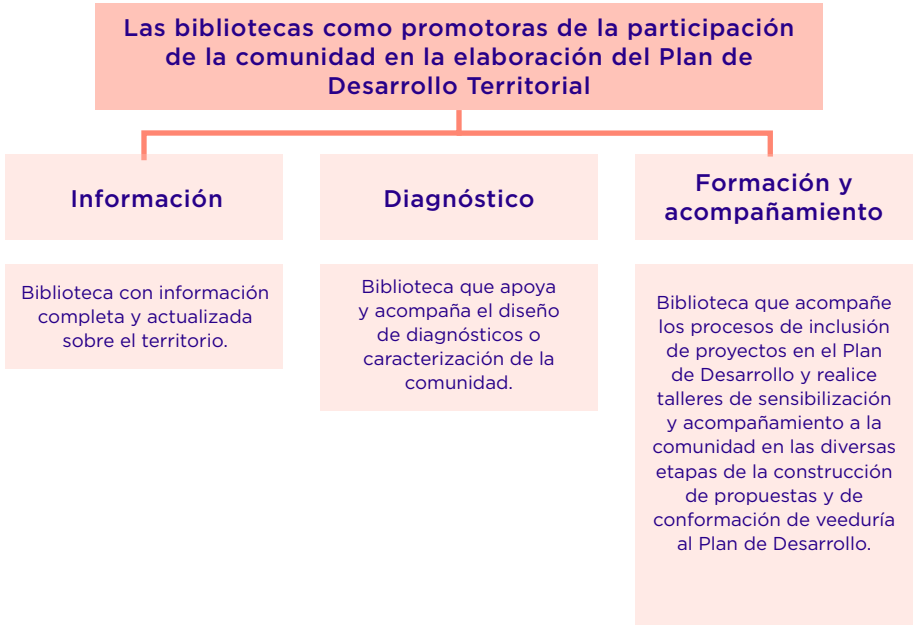 Las bibliotecas como promotoras de la participación
de la comunidad en la elaboración del Plan de
Desarrollo Territorial
Información
Biblioteca con información
completa y actualizada
sobre el territorio.
Diagnóstico
Biblioteca que apoya
y acompaña el diseño
de diagnósticos o
caracterización de la
comunidad.
Formación y
acompañamiento
Biblioteca que acompañe
los procesos de inclusión
de proyectos en el Plan
de Desarrollo y realice
talleres de sensibilización
y acompañamiento a la
comunidad en las diversas
etapas de la construcción
de propuestas y de
conformación de veeduría
al Plan de Desarrollo.